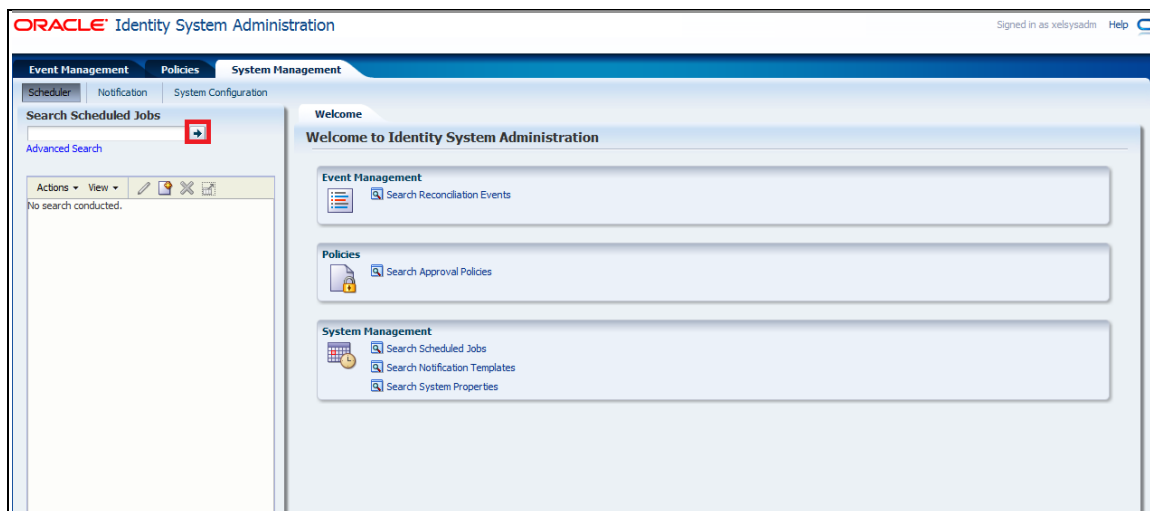 ORACLE Identity System Administration
Signed in as xelsysadm Help
Event Management Policies System Management
Scheduler Notification System Configuration
Search Scheduled Jobs
Advanced Search
Actions View
No search conducted.
Welcome
Welcome to Identity System Administration
Event Management
Search Reconciliation Events
Policies
Search Approval Policies
System Management
Search Scheduled Jobs
Search Notification Templates
Search System Properties